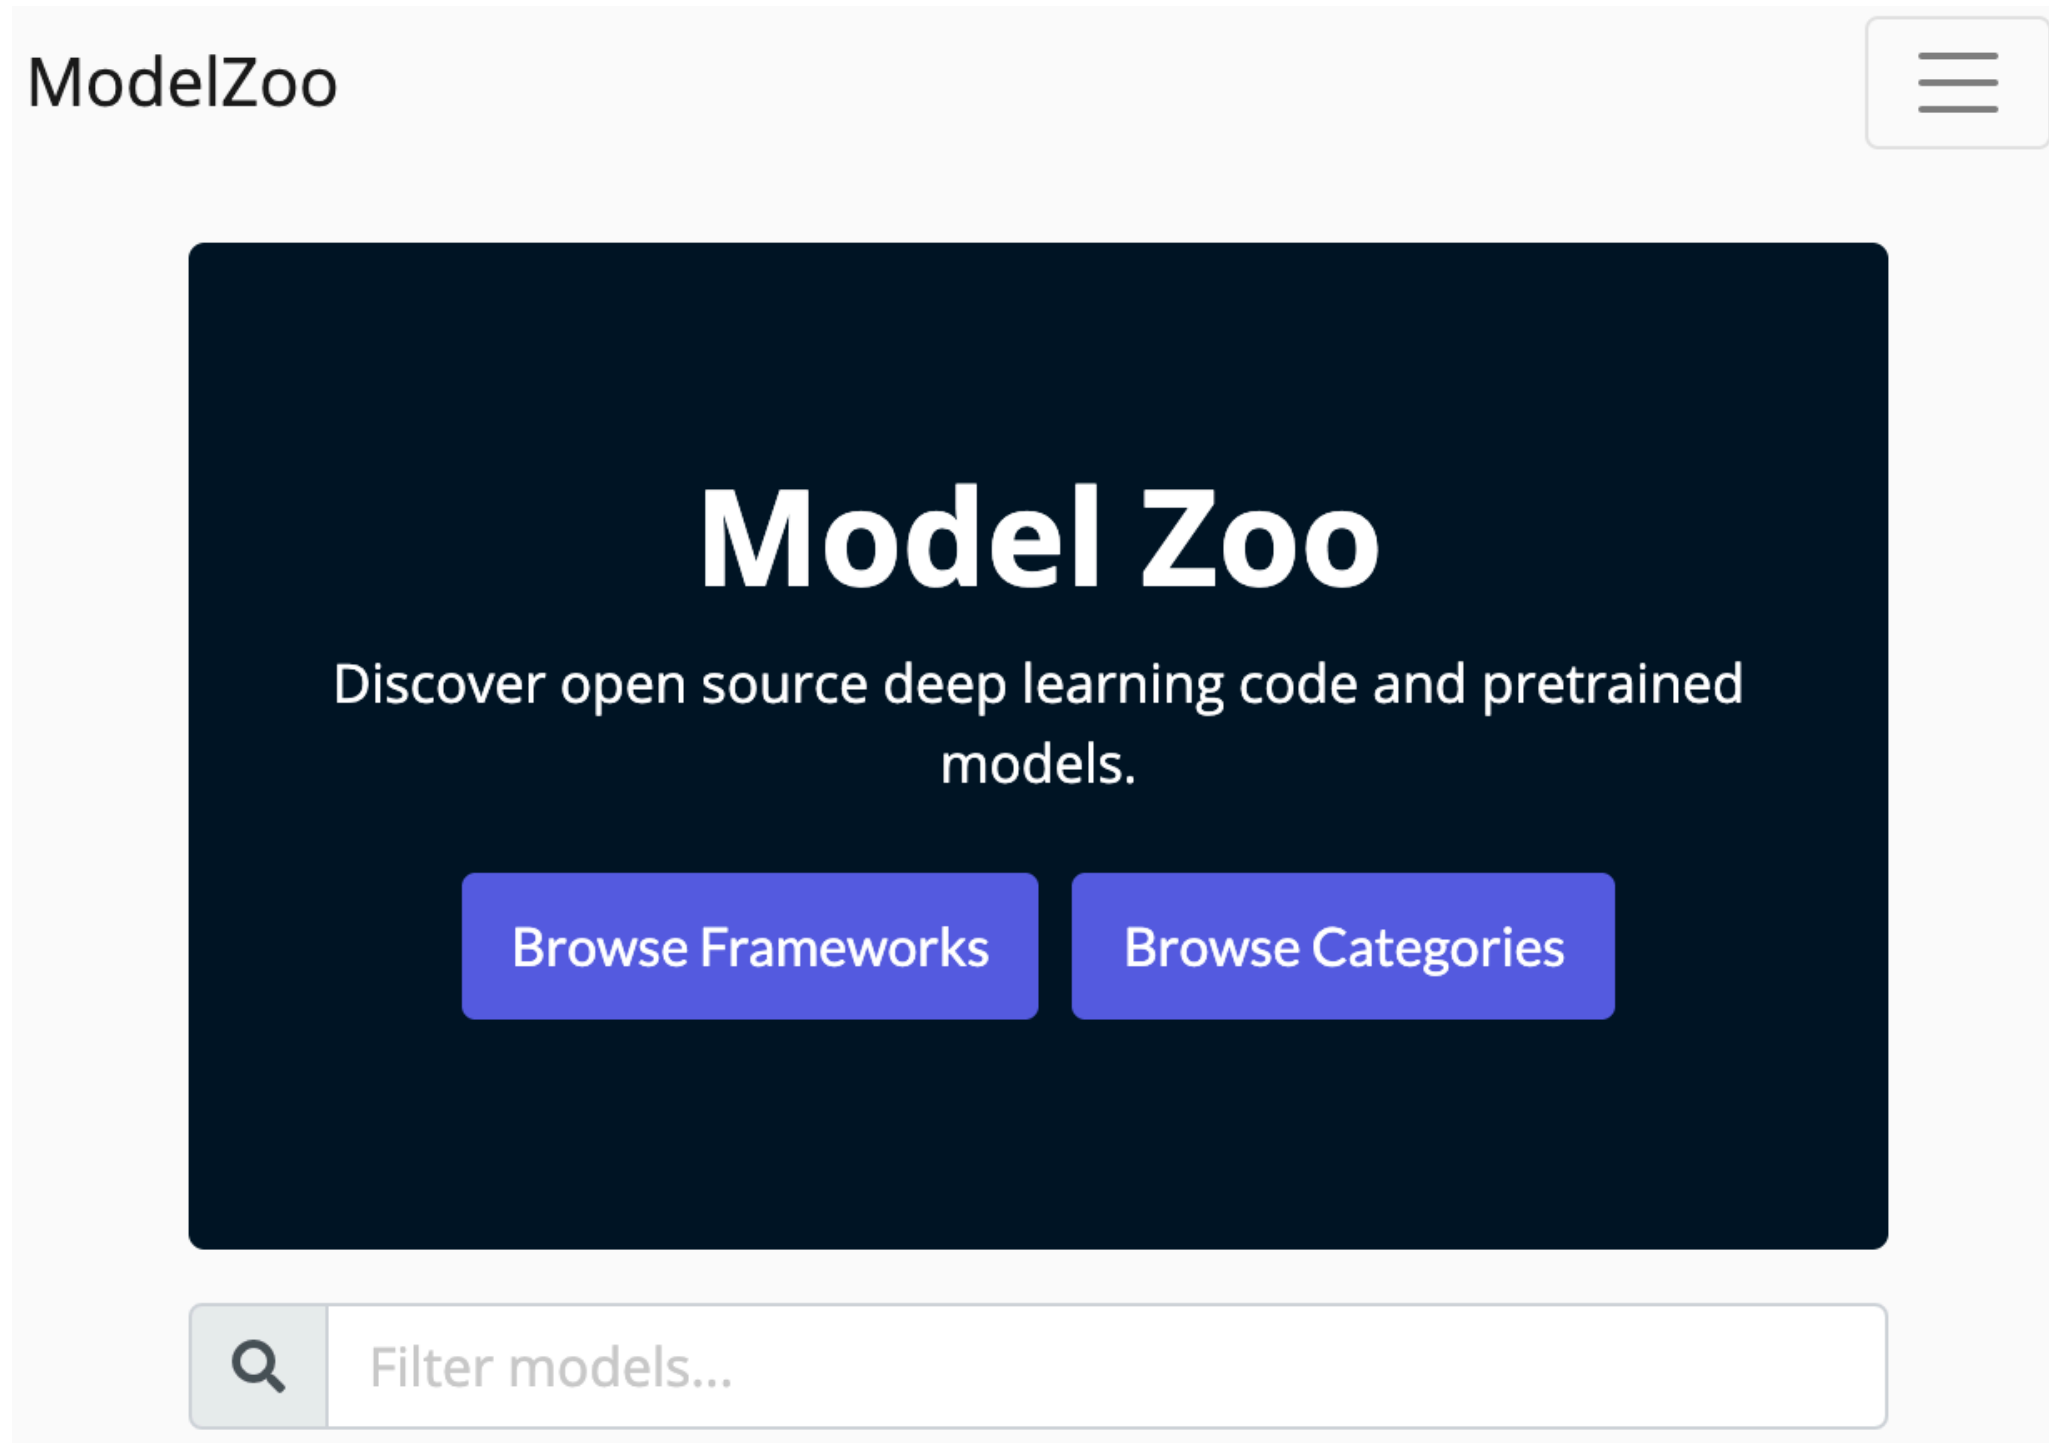 ModelZoo
Model Zoo
Discover open source deep learning code and pretrained
models.
Browse Frameworks
Browse Categories
Filter models...